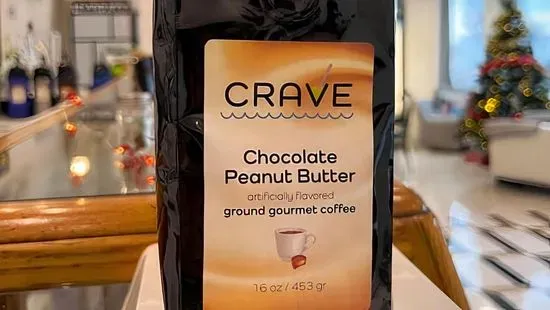 CRAVE
Chocolate
Peanut Butter
artificially flavored
ground gourmet coffee
16 oz / 453 gr